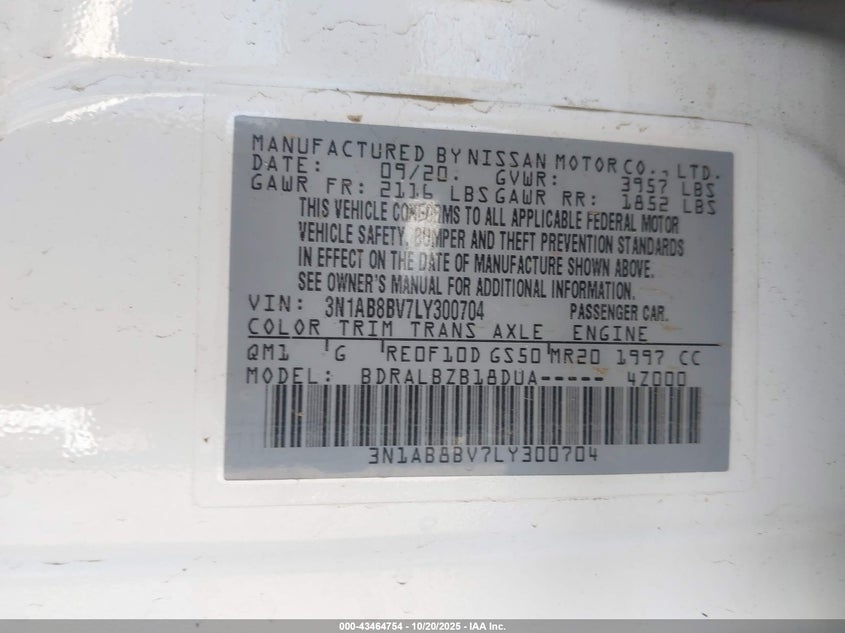 MANUFACTURED BY NISSAN MOTOR CO., LTD.
DATE: 09/20. GVWR: 3957 LBS
GAWR FR: 2116 LBS GAWR RR: 1852 LBS
THIS VEHICLE CONFORMS TO ALL APPLICABLE FEDERAL MOTOR
VEHICLE SAFETY, BUMPER AND THEFT PREVENTION STANDARDS
IN EFFECT ON THE DATE OF MANUFACTURE SHOWN ABOVE.
SEE OWNER'S MANUAL FOR ADDITIONAL INFORMATION.
VIN: 3N1AB8BV7LY300704 PASSENGER CAR.
COLOR TRIM TRANS AXLE ENGINE
QM1 G RE0F10D GS50 MR20 1997 CC
MODEL: BDRALBZB18DUA----- 4Z000
3N1AB8BV7LY300704
000-43464754 - 10/20/2025 - IAA Inc.